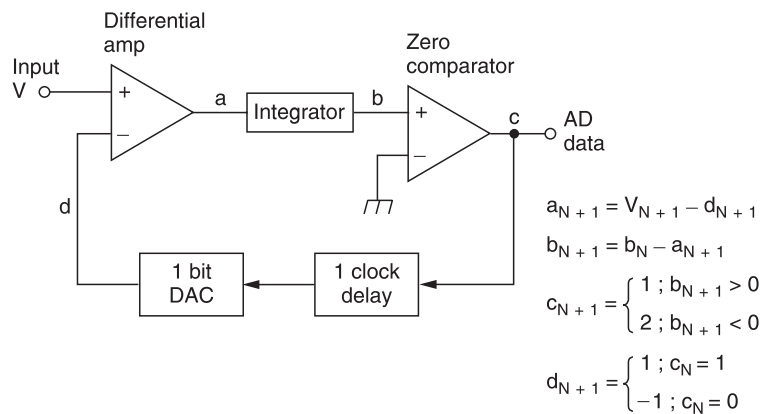 Differential
amp
Input
V
+
−
a
Integrator
b
Zero
comparator
+
−
c
AD
data
d
1 bit
DAC
1 clock
delay
a_{N + 1} = V_{N + 1} − d_{N + 1}
b_{N + 1} = b_N − a_{N + 1}
c_{N + 1} = { 1 ; b_{N + 1} > 0
2 ; b_{N + 1} < 0
d_{N + 1} = { 1 ; c_N = 1
−1 ; c_N = 0